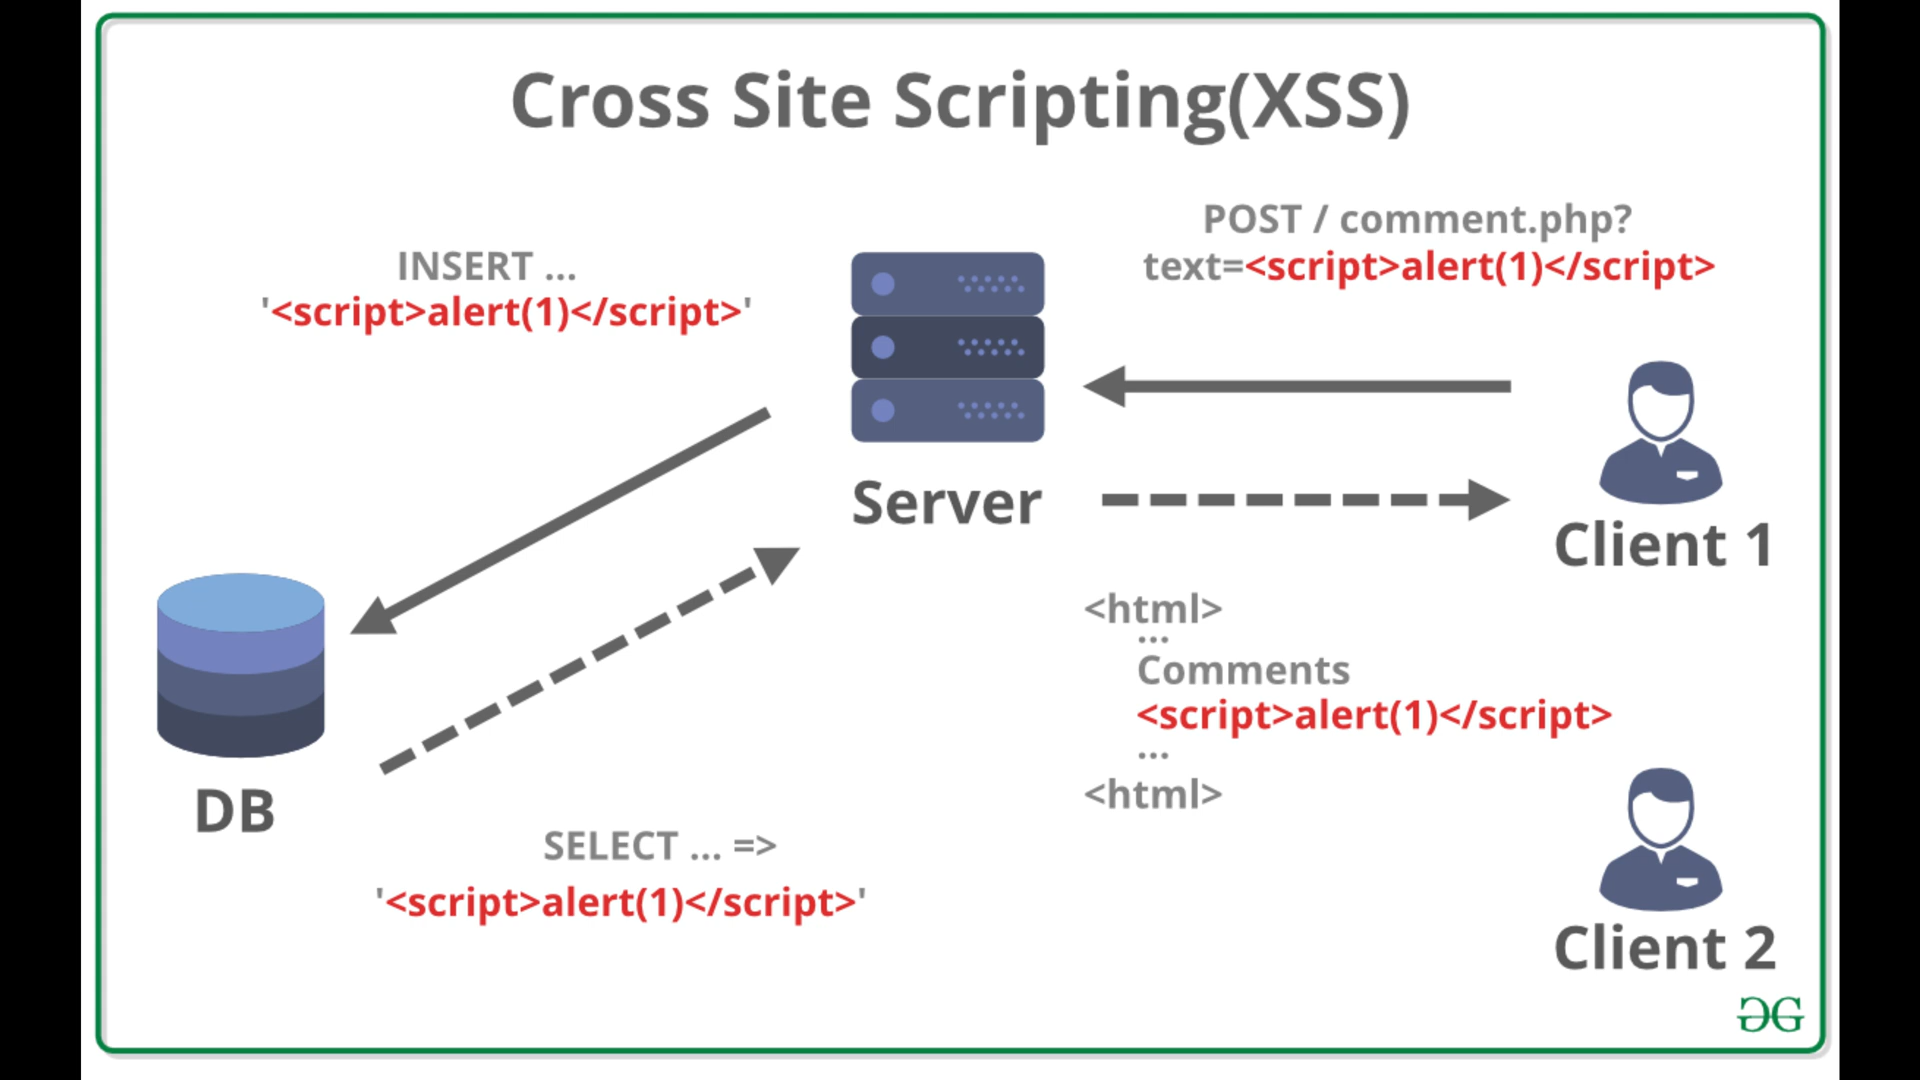 Cross Site Scripting(XSS)
POST / comment.php?
text=<script>alert(1)</script>
INSERT ...
'<script>alert(1)</script>'
Server
Client 1
<html>
...
Comments
<script>alert(1)</script>
...
<html>
DB
SELECT ... =>
'<script>alert(1)</script>'
Client 2